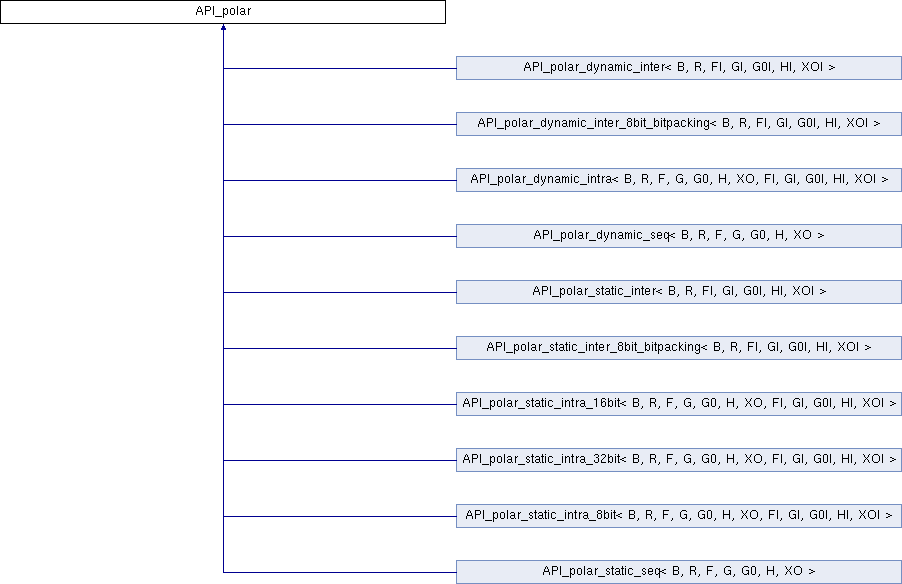 API_polar
API_polar_dynamic_inter< B, R, FI, GI, G0I, HI, XOI >
API_polar_dynamic_inter_8bit_bitpacking< B, R, FI, GI, G0I, HI, XOI >
API_polar_dynamic_intra< B, R, F, G, G0, H, XO, FI, GI, G0I, HI, XOI >
API_polar_dynamic_seq< B, R, F, G, G0, H, XO >
API_polar_static_inter< B, R, FI, GI, G0I, HI, XOI >
API_polar_static_inter_8bit_bitpacking< B, R, FI, GI, G0I, HI, XOI >
API_polar_static_intra_16bit< B, R, F, G, G0, H, XO, FI, GI, G0I, HI, XOI >
API_polar_static_intra_32bit< B, R, F, G, G0, H, XO, FI, GI, G0I, HI, XOI >
API_polar_static_intra_8bit< B, R, F, G, G0, H, XO, FI, GI, G0I, HI, XOI >
API_polar_static_seq< B, R, F, G, G0, H, XO >